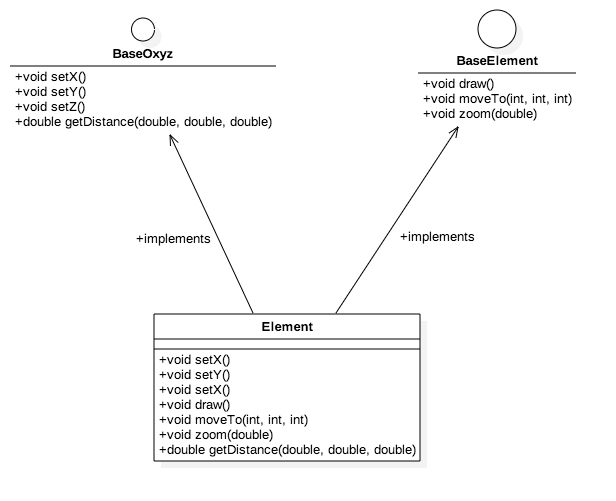 BaseOxyz
+void setX()
+void setY()
+void setZ()
+double getDistance(double, double, double)
BaseElement
+void draw()
+void moveTo(int, int, int)
+void zoom(double)
+implements
+implements
Element
+void setX()
+void setY()
+void setX()
+void draw()
+void moveTo(int, int, int)
+void zoom(double)
+double getDistance(double, double, double)